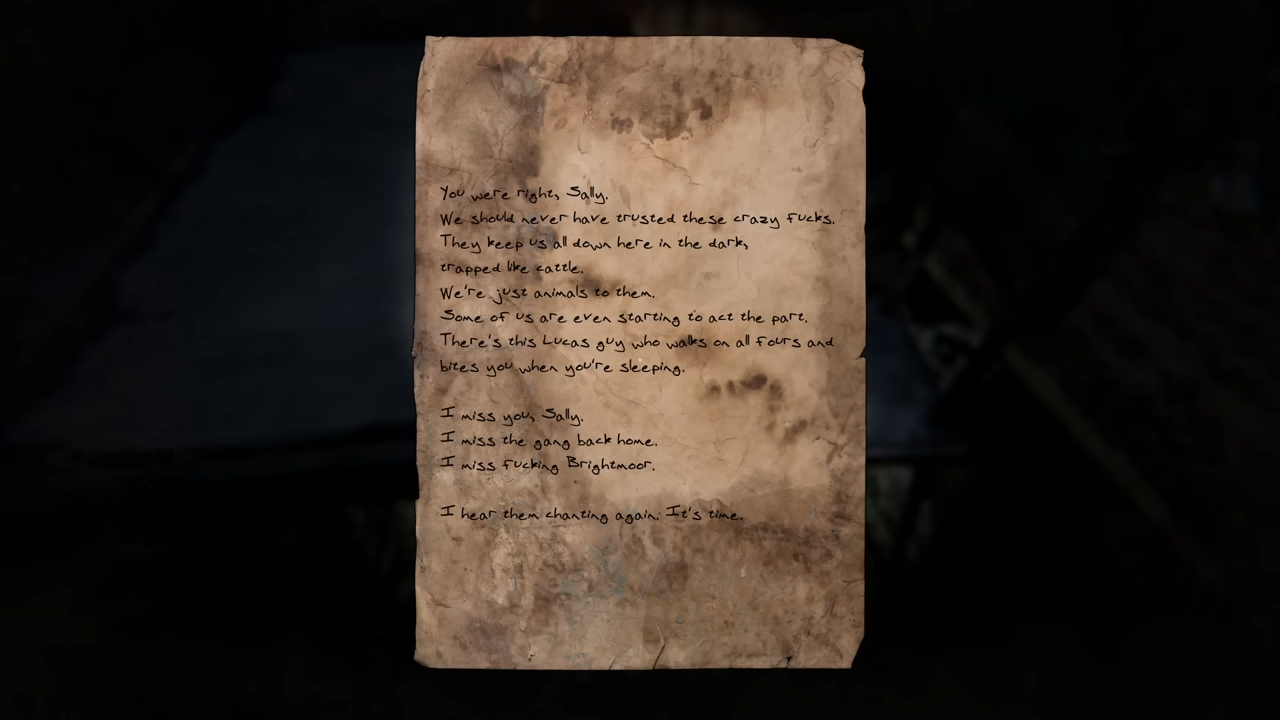 You were right, Sally.
We should never have trusted these crazy fucks.
They keep us all down here in the dark,
trapped like cattle.
We're just animals to them.
Some of us are even starting to act the part.
There's this Lucas guy who walks on all fours and
bites you when you're sleeping.
I miss you, Sally.
I miss the gang back home.
I miss fucking Brightmoor.
I hear them chanting again. It's time.